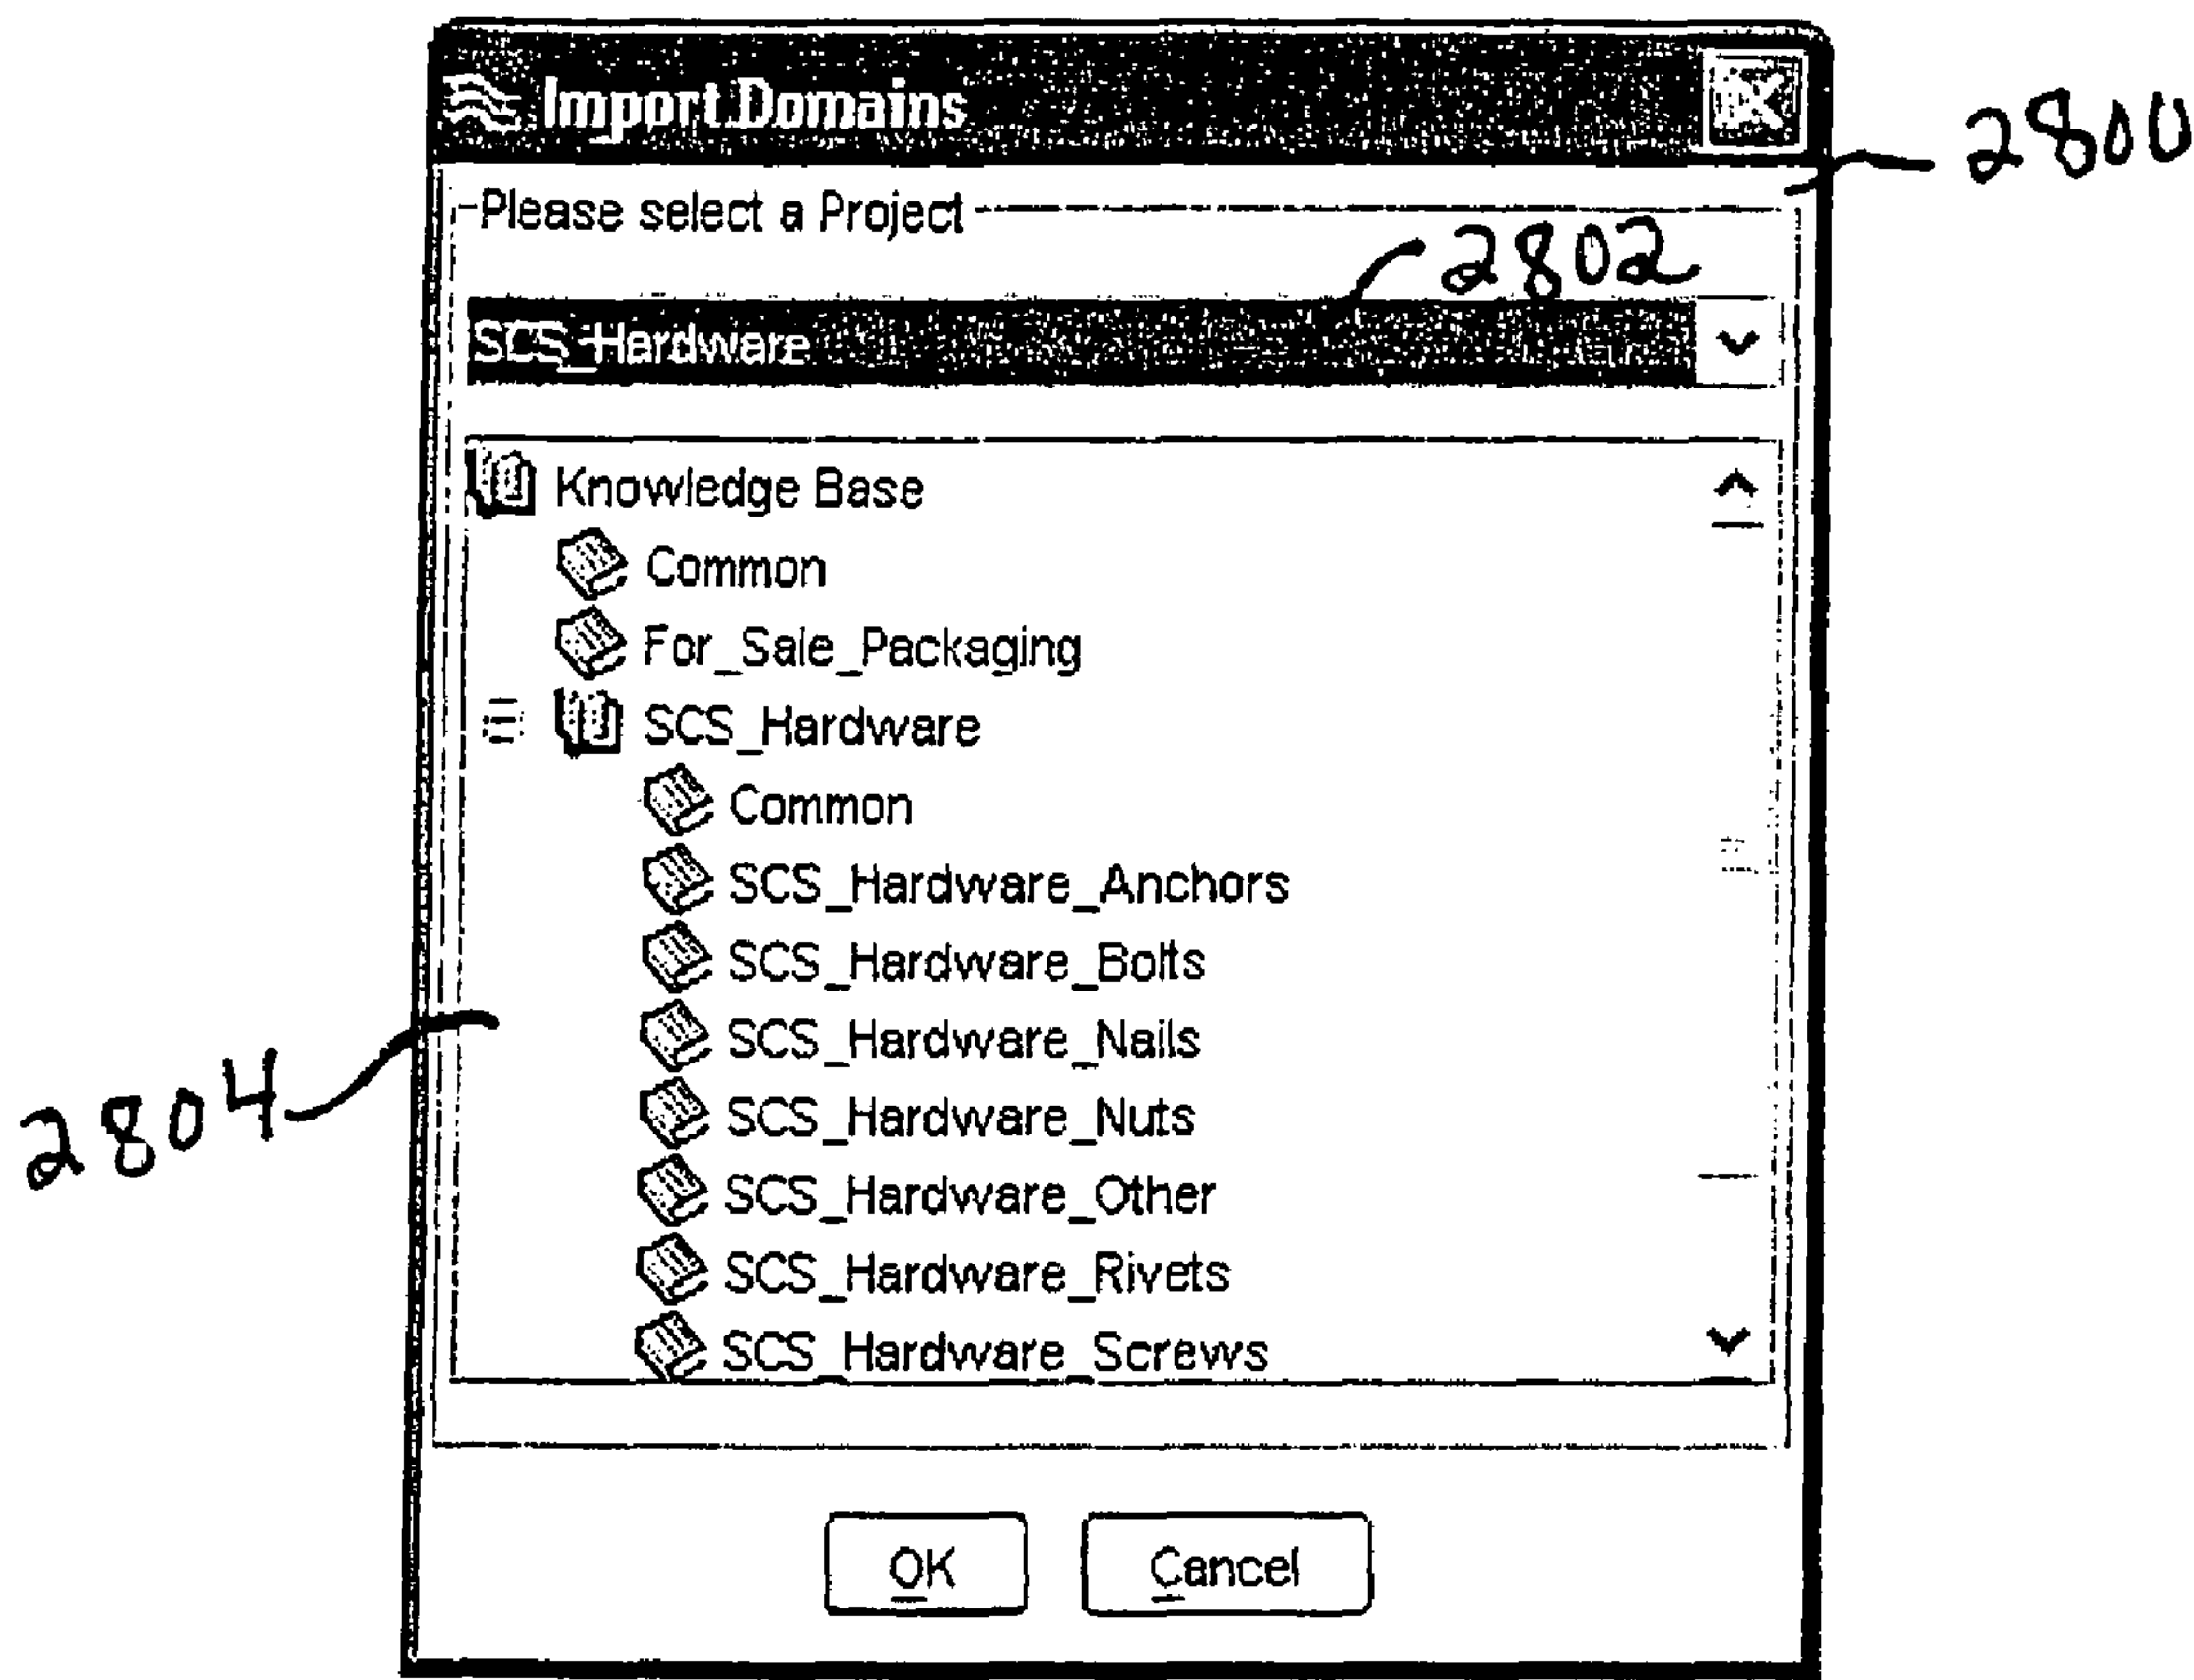 Import Domains
2800
Please select a Project
2802
SCS_Hardware
Knowledge Base
Common
For_Sale_Packaging
SCS_Hardware
Common
SCS_Hardware_Anchors
SCS_Hardware_Bolts
SCS_Hardware_Nails
2804
SCS_Hardware_Nuts
SCS_Hardware_Other
SCS_Hardware_Rivets
SCS_Hardware_Screws
OK Cancel